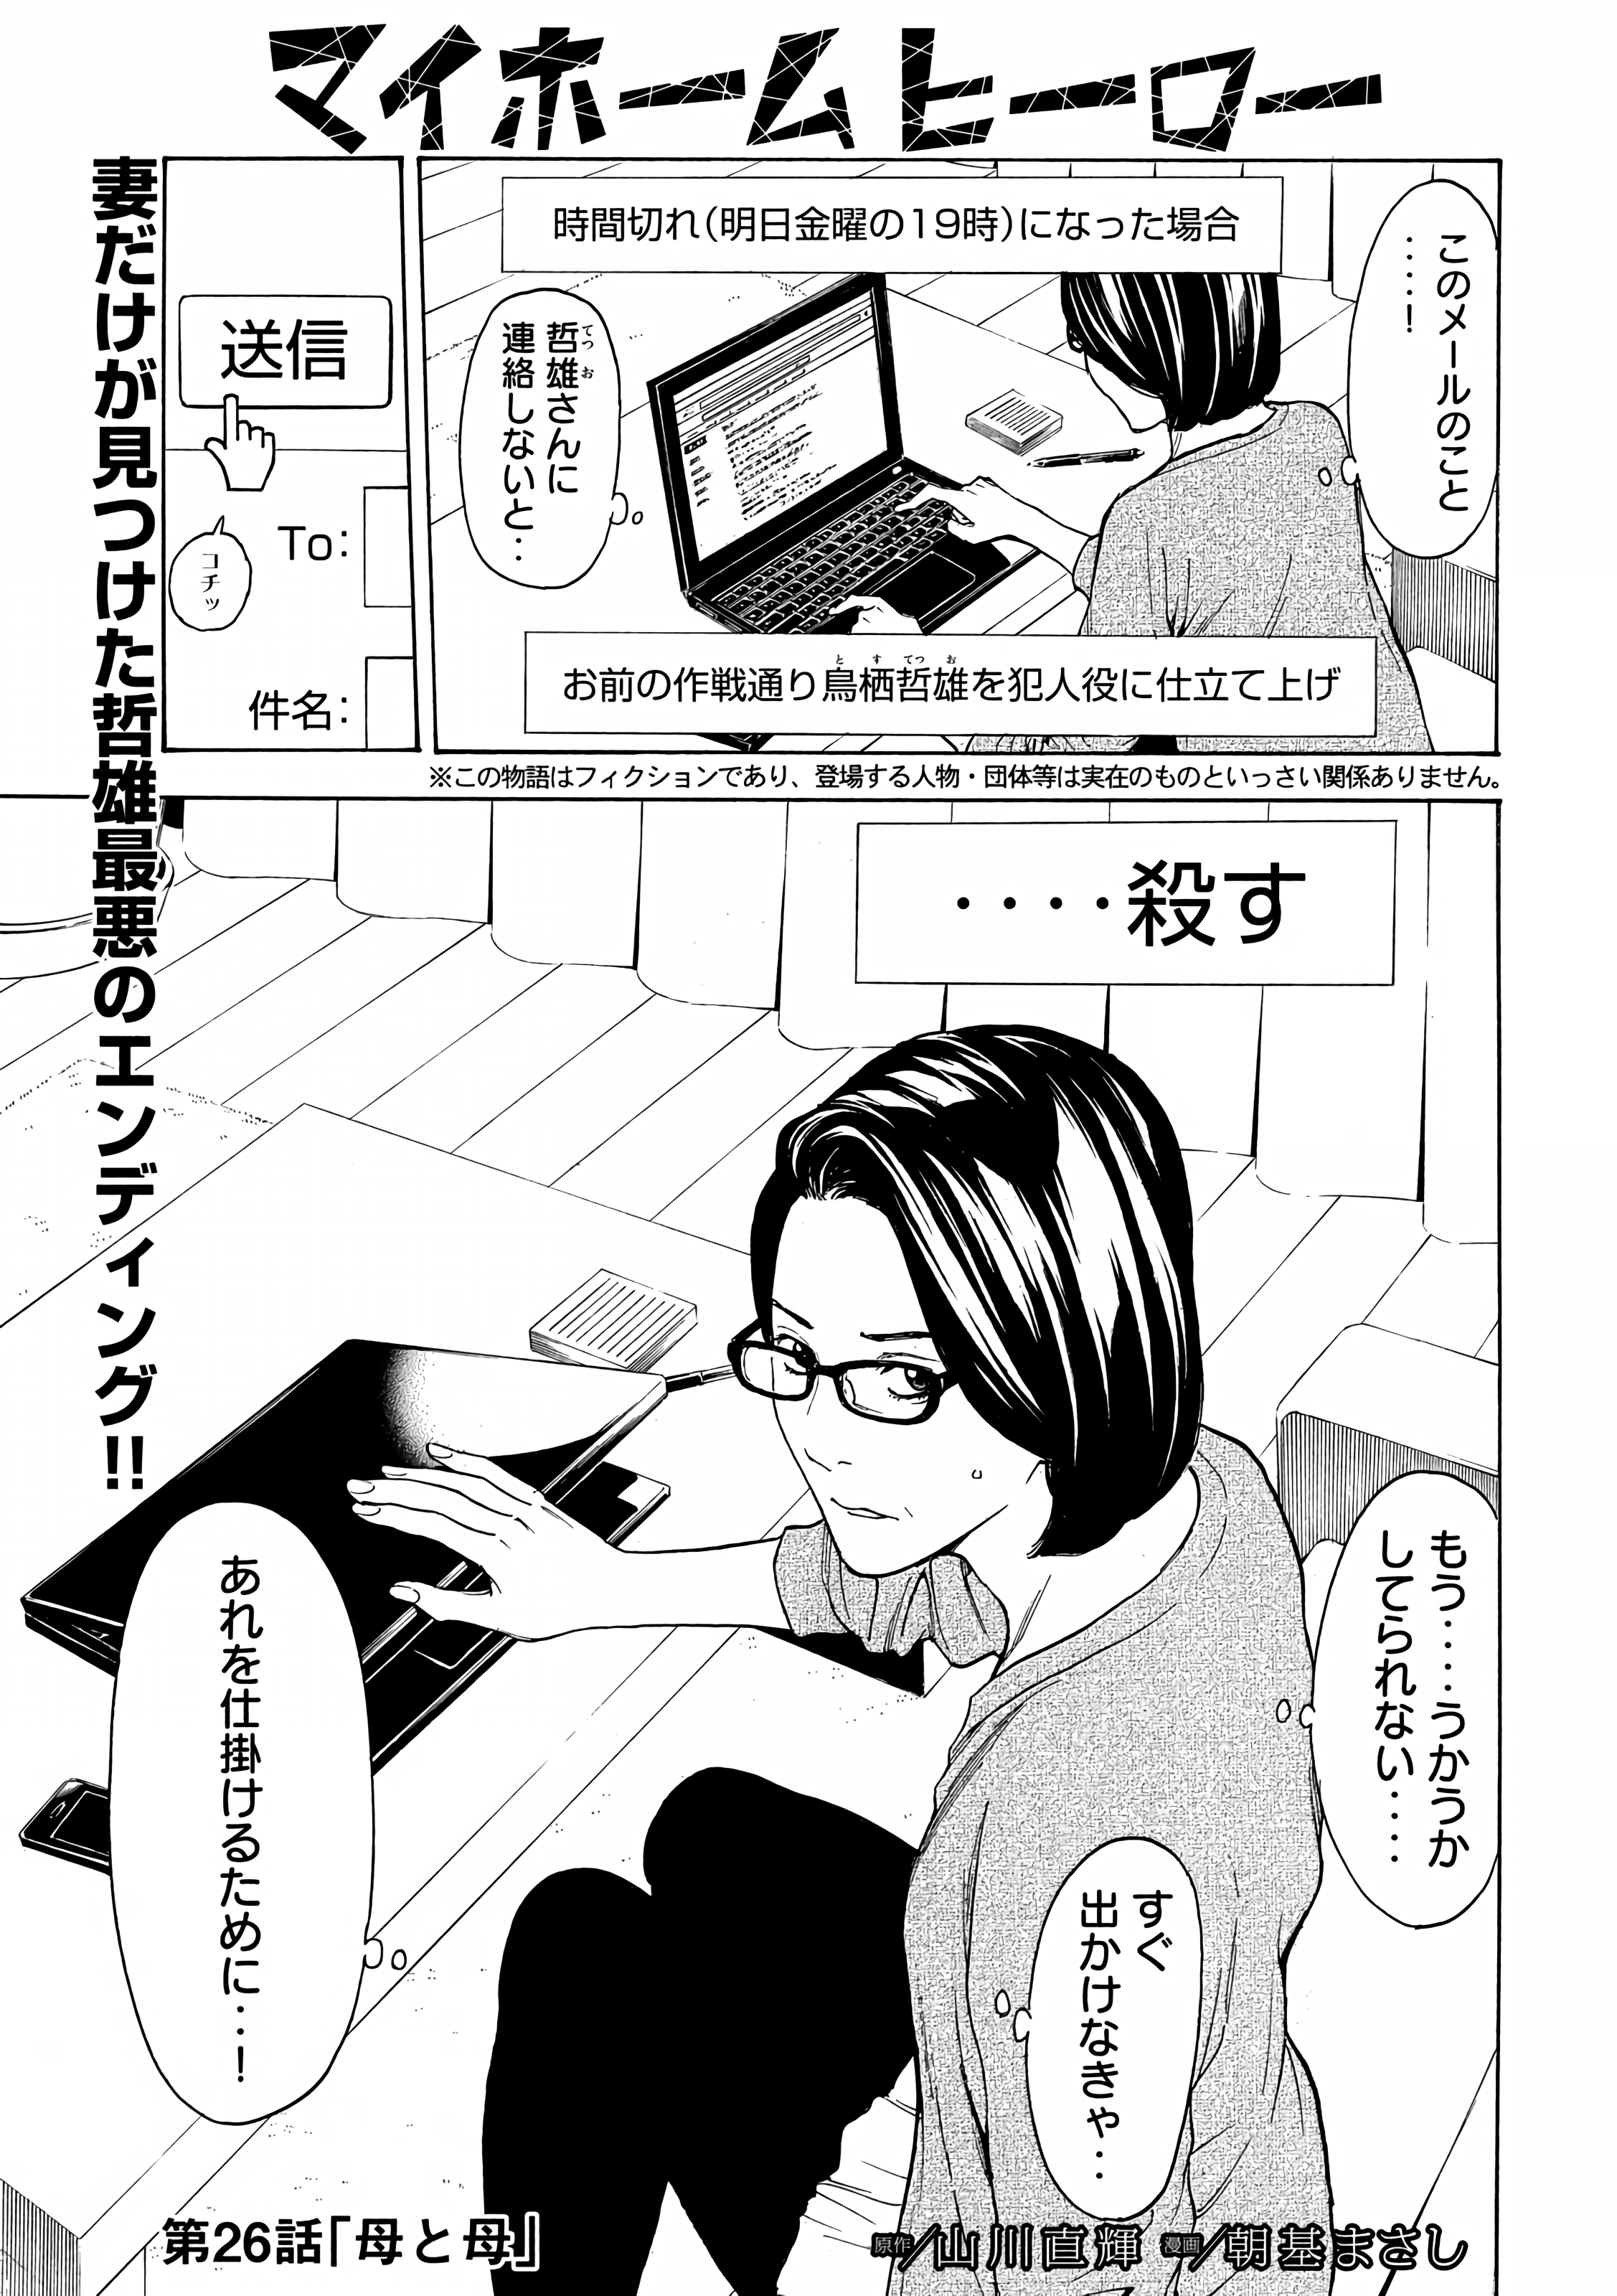 マイホームヒーロー
このメールのこと
‥‥！
時間切れ（明日金曜の19時）になった場合
哲雄さんに
てつお
連絡しないと‥
お前の作戦通り鳥栖哲雄を犯人役に仕立て上げ
とすてつお
送信
コチッ
To:
件名:
妻だけが見つけた哲雄最悪のエンディング!!
※この物語はフィクションであり、登場する人物・団体等は実在のものといっさい関係ありません。
‥‥殺す
もう‥‥うかうか
してられない‥‥
すぐ
出かけなきゃ‥
あれを仕掛けるために‥！
第26話「母と母」
原作／山川直輝 漫画／朝基まさし